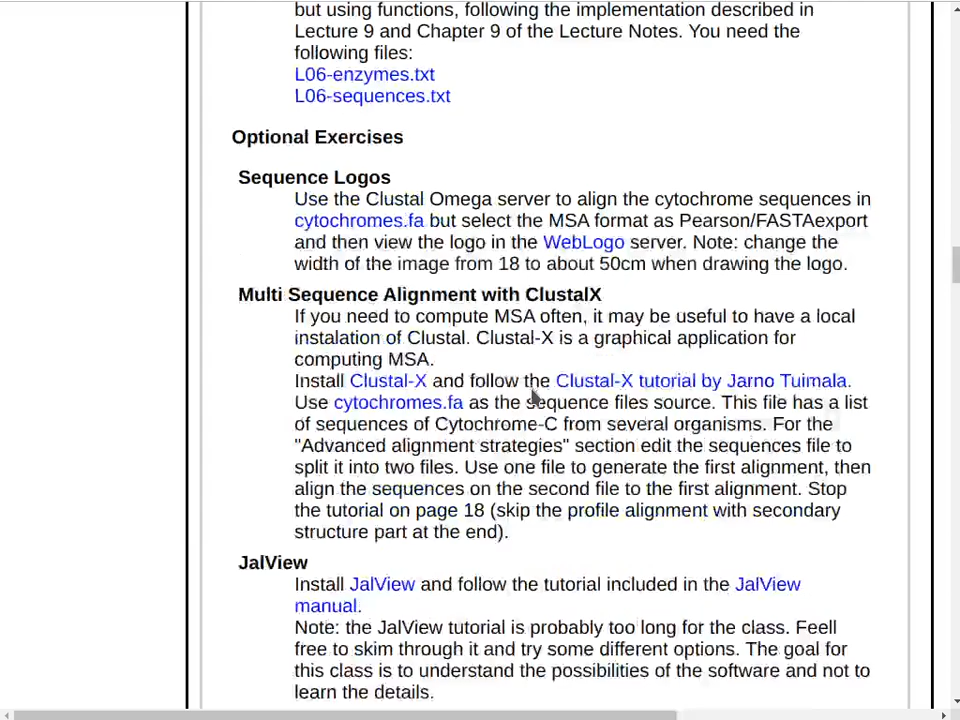 but using functions, following the implementation described in
Lecture 9 and Chapter 9 of the Lecture Notes. You need the
following files:
L06-enzymes.txt
L06-sequences.txt
Optional Exercises
Sequence Logos
Use the Clustal Omega server to align the cytochrome sequences in
cytochromes.fa but select the MSA format as Pearson/FASTAexport
and then view the logo in the WebLogo server. Note: change the
width of the image from 18 to about 50cm when drawing the logo.
Multi Sequence Alignment with ClustalX
If you need to compute MSA often, it may be useful to have a local
instalation of Clustal. Clustal-X is a graphical application for
computing MSA.
Install Clustal-X and follow the Clustal-X tutorial by Jarno Tuimala.
Use cytochromes.fa as the sequence files source. This file has a list
of sequences of Cytochrome-C from several organisms. For the
"Advanced alignment strategies" section edit the sequences file to
split it into two files. Use one file to generate the first alignment, then
align the sequences on the second file to the first alignment. Stop
the tutorial on page 18 (skip the profile alignment with secondary
structure part at the end).
JalView
Install JalView and follow the tutorial included in the JalView
manual.
Note: the JalView tutorial is probably too long for the class. Feell
free to skim through it and try some different options. The goal for
this class is to understand the possibilities of the software and not to
learn the details.